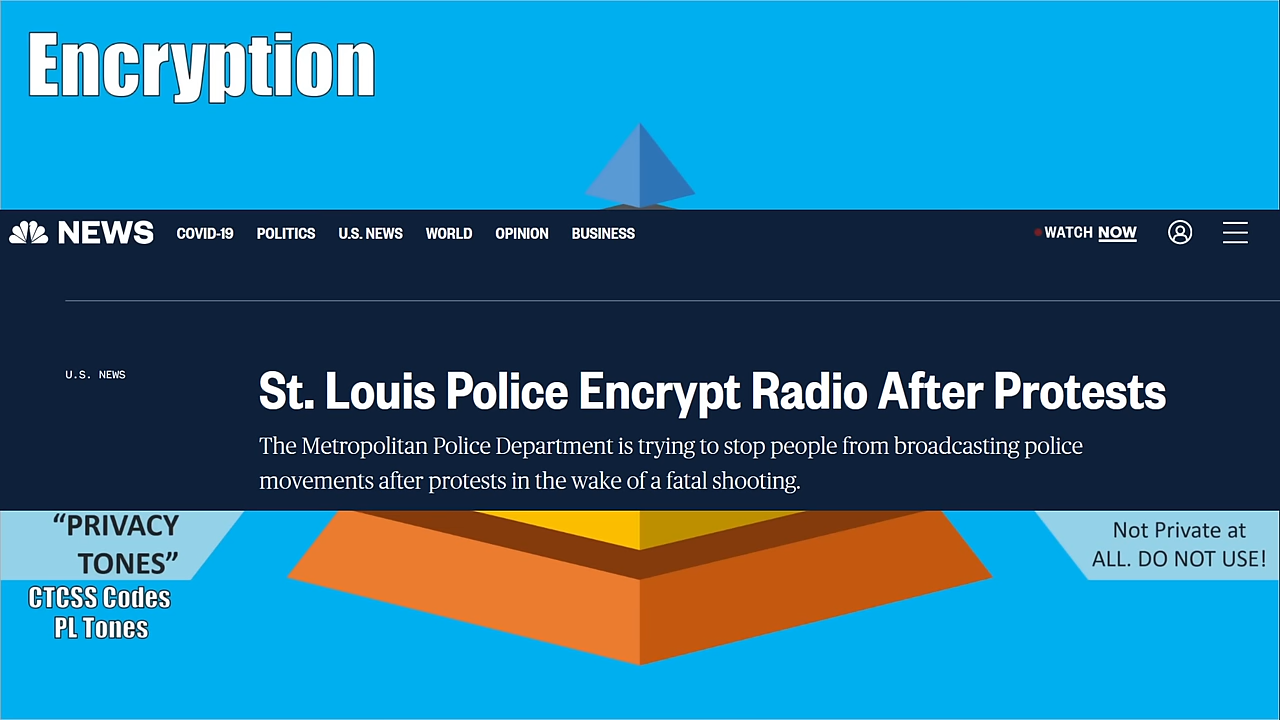 Encryption
NEWS COVID-19 POLITICS U.S. NEWS WORLD OPINION BUSINESS WATCH NOW
U.S. NEWS
St. Louis Police Encrypt Radio After Protests
The Metropolitan Police Department is trying to stop people from broadcasting police
movements after protests in the wake of a fatal shooting.
“PRIVACY
TONES”
CTCSS Codes
PL Tones
Not Private at
ALL. DO NOT USE!